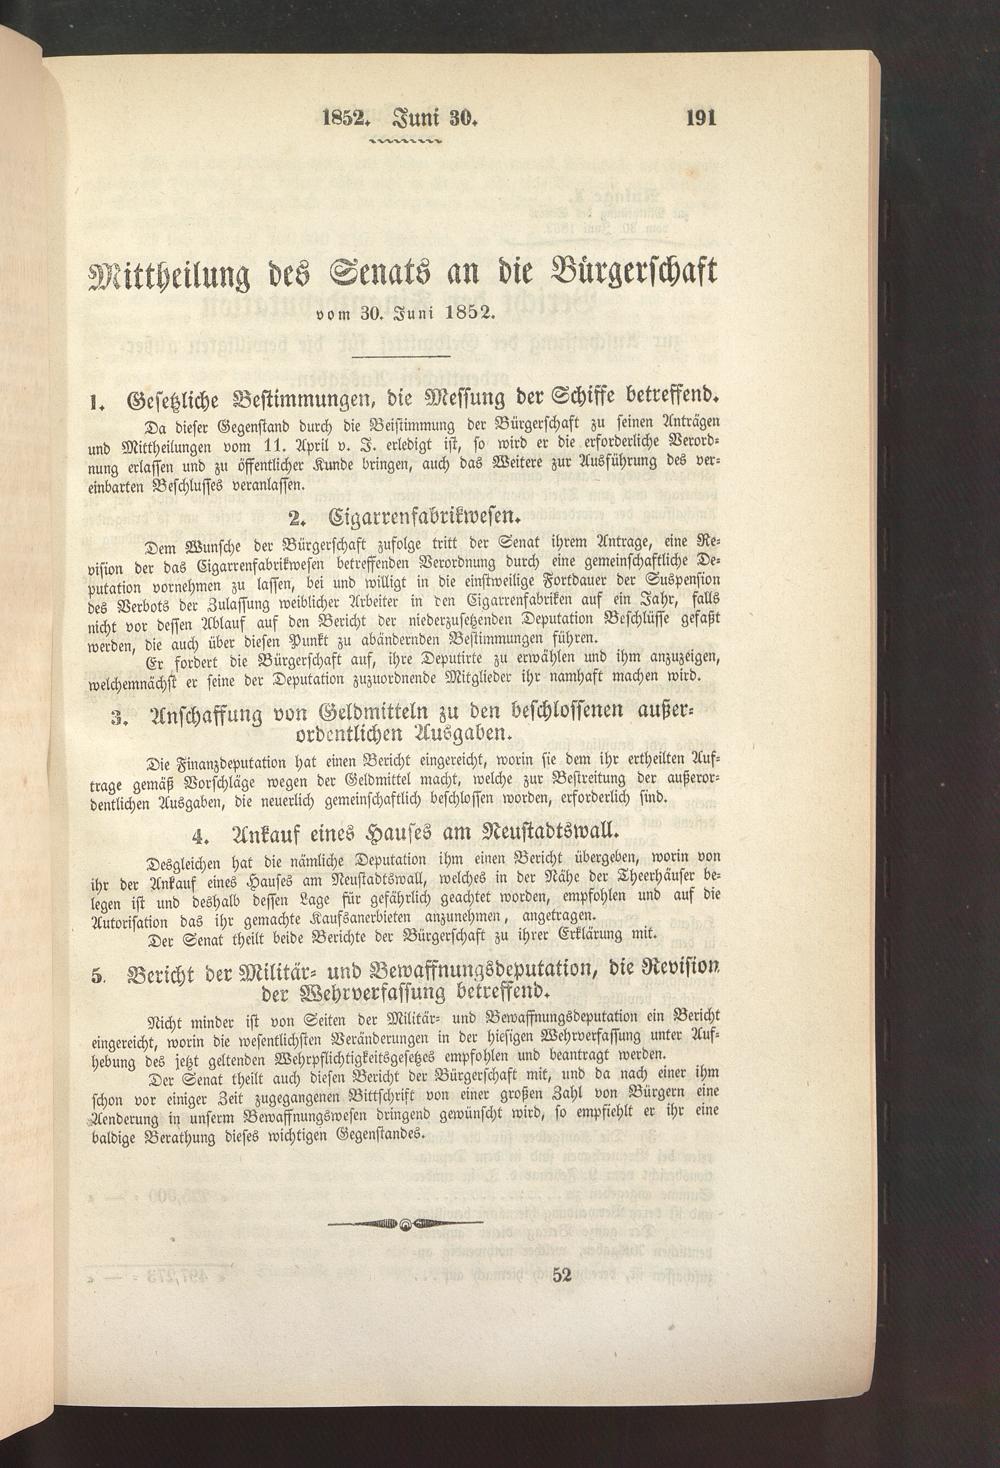 1852. Juni 30.
191
Mittheilung des Senats an die Bürgerschaft
vom 30. Juni 1852.
1. Gesetzliche Bestimmungen, die Messung der Schiffe betreffend.
Da dieser Gegenstand durch die Beistimmung der Bürgerschaft zu seinen Anträgen
und Mittheilungen vom 11. April v. J. erledigt ist, so wird er die erforderliche Verord-
nung erlassen und zu öffentlicher Kunde bringen, auch das Weitere zur Ausführung des ver-
einbarten Beschlusses veranlassen.
2. Cigarrenfabrikwesen.
Dem Wunsche der Bürgerschaft zufolge tritt der Senat ihrem Antrage, eine Re-
vision der das Cigarrenfabrikwesen betreffenden Verordnung durch eine gemeinschaftliche De-
putation vornehmen zu lassen, bei und willigt in die einstweilige Fortdauer der Suspension
des Verbots der Zulassung weiblicher Arbeiter in den Cigarrenfabriken auf ein Jahr, falls
nicht vor dessen Ablauf auf den Bericht der niederzusetzenden Deputation Beschlüsse gefaßt
werden, die auch über diesen Punkt zu abändernden Bestimmungen führen.
Er fordert die Bürgerschaft auf, ihre Deputirte zu erwählen und ihm anzuzeigen,
welchemnächst er seine der Deputation zuzuordnende Mitglieder ihr namhaft machen wird.
3. Anschaffung von Geldmitteln zu den beschlossenen außer-
ordentlichen Ausgaben.
Die Finanzdeputation hat einen Bericht eingereicht, worin sie dem ihr ertheilten Auf-
trage gemäß Vorschläge wegen der Geldmittel macht, welche zur Bestreitung der außeror-
dentlichen Ausgaben, die neuerlich gemeinschaftlich beschlossen worden, erforderlich sind.
4. Ankauf eines Hauses am Neustadtswall.
Desgleichen hat die nämliche Deputation ihm einen Bericht übergeben, worin von
ihr der Ankauf eines Hauses am Neustadtswall, welches in der Nähe der Theerhäuser be-
legen ist und deshalb dessen Lage für gefährlich geachtet worden, empfohlen und auf die
Autorisation das ihr gemachte Kaufsanerbieten anzunehmen, angetragen.
Der Senat theilt beide Berichte der Bürgerschaft zu ihrer Erklärung mit.
5. Bericht der Militär- und Bewaffnungsdeputation, die Revision
der Wehrverfassung betreffend.
Nicht minder ist von Seiten der Militär- und Bewaffnungsdeputation ein Bericht
eingereicht, worin die wesentlichsten Veränderungen in der hiesigen Wehrverfassung unter Auf-
hebung des jetzt geltenden Wehrpflichtigkeitsgesetzes empfohlen und beantragt werden.
Der Senat theilt auch diesen Bericht der Bürgerschaft mit, und da nach einer ihm
schon vor einiger Zeit zugegangenen Bittschrift von einer großen Zahl von Bürgern eine
Aenderung in unserm Bewaffnungswesen dringend gewünscht wird, so empfiehlt er ihr eine
baldige Berathung dieses wichtigen Gegenstandes.
52